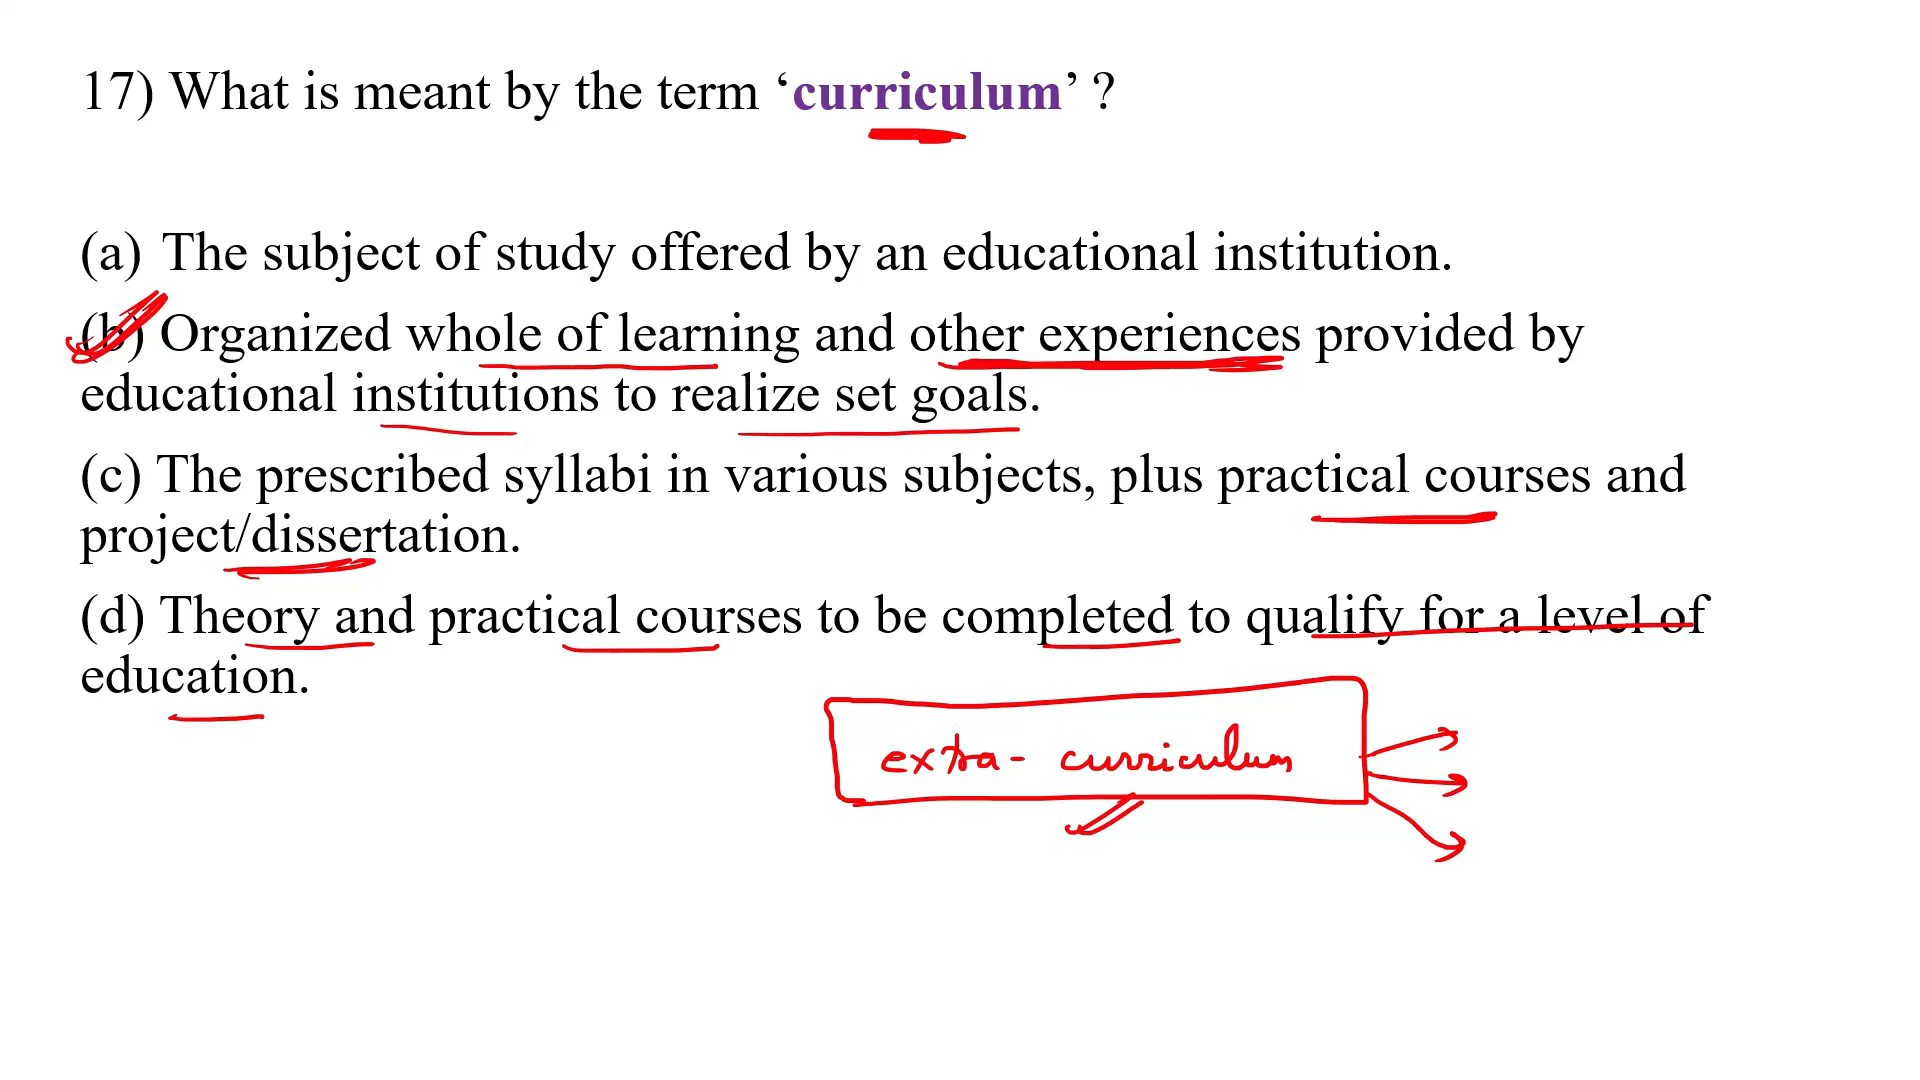 17) What is meant by the term ‘curriculum’ ?
(a) The subject of study offered by an educational institution.
(b) Organized whole of learning and other experiences provided by
educational institutions to realize set goals.
(c) The prescribed syllabi in various subjects, plus practical courses and
project/dissertation.
(d) Theory and practical courses to be completed to qualify for a level of
education.
extra - curriculum